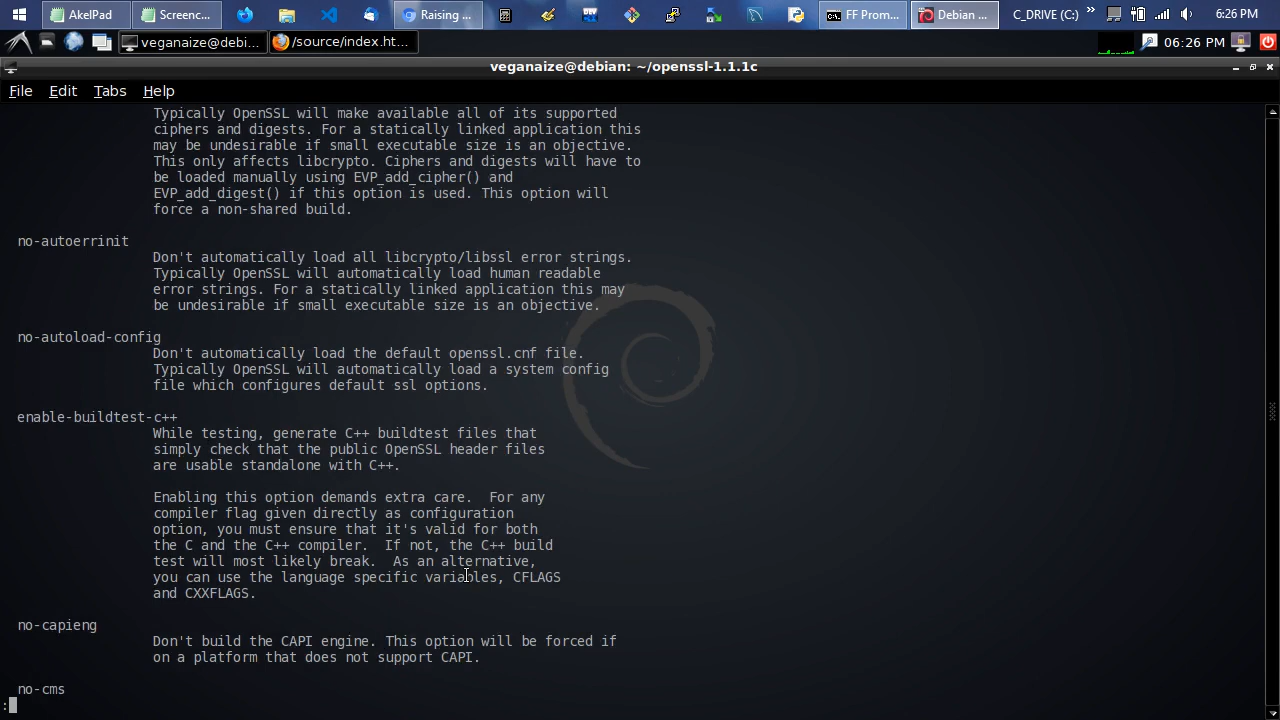 AkelPad
Screenc...
Raising ...
FF Prom...
Debian ...
C_DRIVE (C:)
6:26 PM
veganaize@debi...
/source/index.ht...
06:26 PM
veganaize@debian: ~/openssl-1.1.1c
File Edit Tabs Help
Typically OpenSSL will make available all of its supported
ciphers and digests. For a statically linked application this
may be undesirable if small executable size is an objective.
This only affects libcrypto. Ciphers and digests will have to
be loaded manually using EVP_add_cipher() and
EVP_add_digest() if this option is used. This option will
force a non-shared build.
no-autoerrinit
Don't automatically load all libcrypto/libssl error strings.
Typically OpenSSL will automatically load human readable
error strings. For a statically linked application this may
be undesirable if small executable size is an objective.
no-autoload-config
Don't automatically load the default openssl.cnf file.
Typically OpenSSL will automatically load a system config
file which configures default ssl options.
enable-buildtest-c++
While testing, generate C++ buildtest files that
simply check that the public OpenSSL header files
are usable standalone with C++.
Enabling this option demands extra care.  For any
compiler flag given directly as configuration
option, you must ensure that it's valid for both
the C and the C++ compiler.  If not, the C++ build
test will most likely break.  As an alternative,
you can use the language specific variables, CFLAGS
and CXXFLAGS.
no-capieng
Don't build the CAPI engine. This option will be forced if
on a platform that does not support CAPI.
no-cms
: